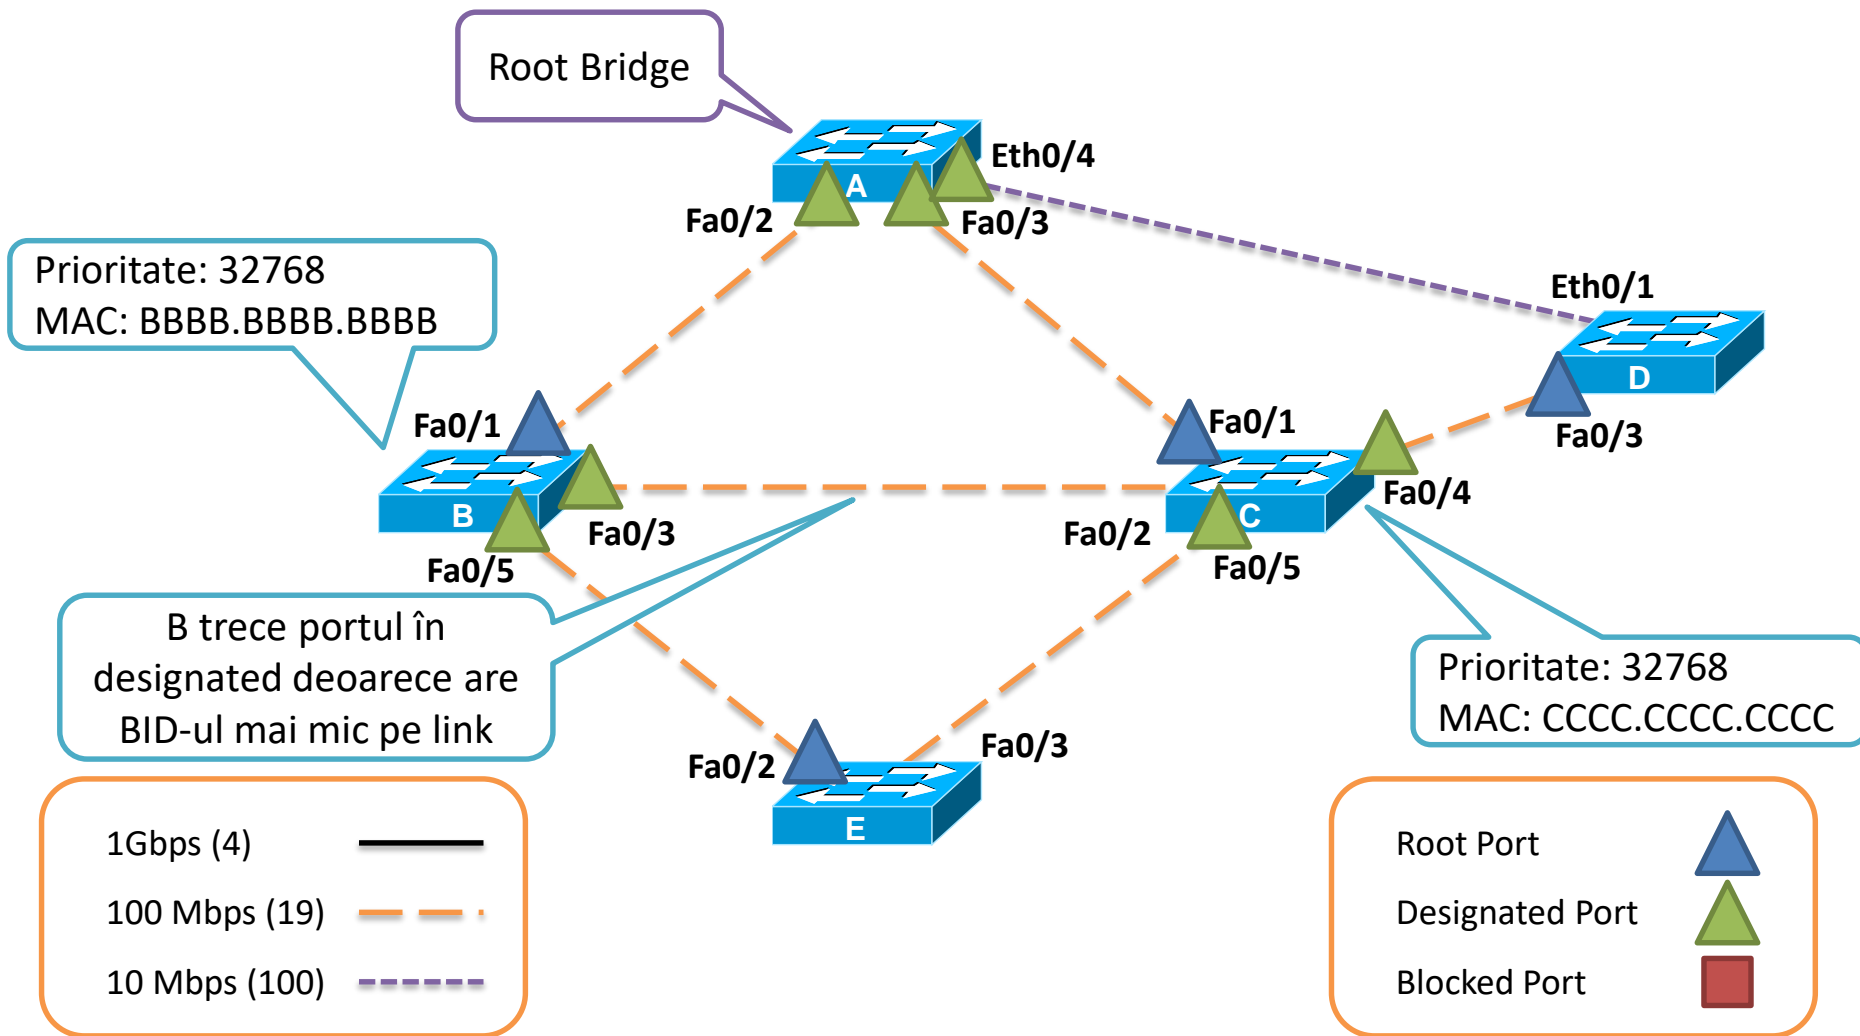 Root Bridge
A
Eth0/4
Fa0/2
Fa0/3
Prioritate: 32768
MAC: BBBB.BBBB.BBBB
Eth0/1
D
Fa0/3
Fa0/1
Fa0/1
B
C
Fa0/4
Fa0/3
Fa0/2
Fa0/5
Fa0/5
B trece portul în
designated deoarece are
BID-ul mai mic pe link
Prioritate: 32768
MAC: CCCC.CCCC.CCCC
Fa0/2
Fa0/3
E
1Gbps (4)
100 Mbps (19)
10 Mbps (100)
Root Port
Designated Port
Blocked Port